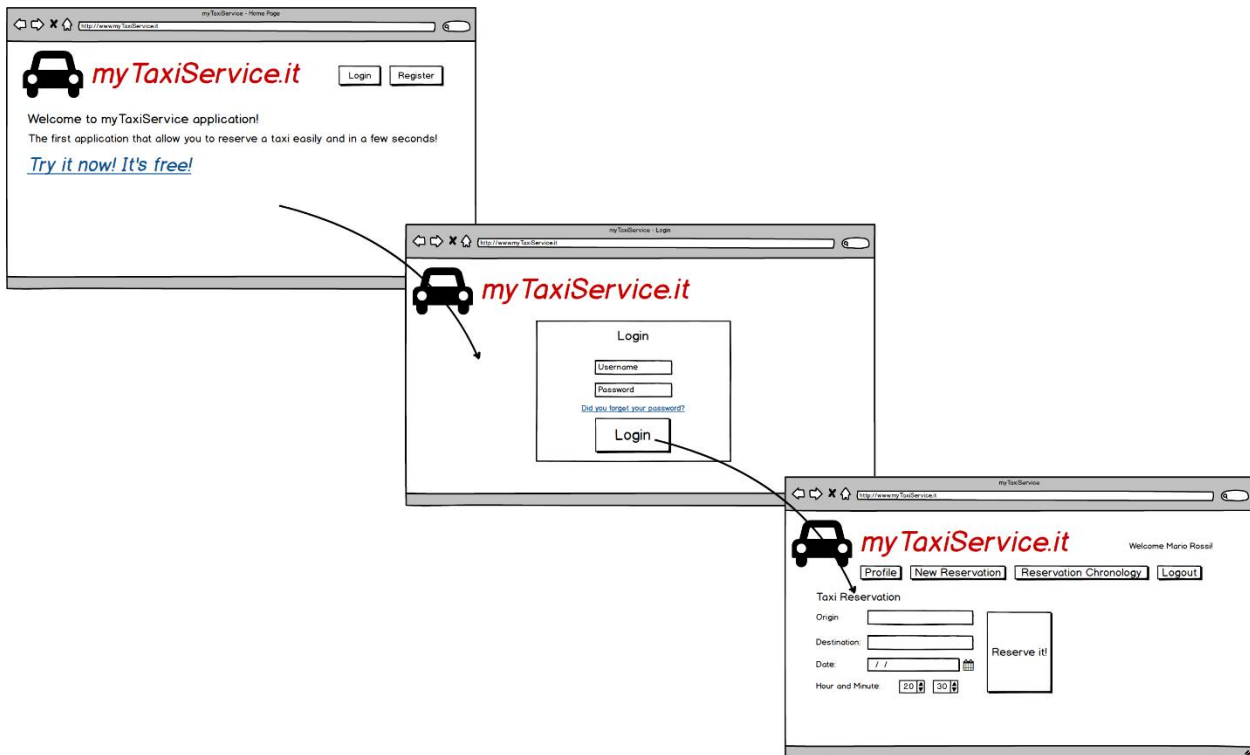 myTaxiService - Home Page
http://www.myTaxiService.it
myTaxiService.it
Login Register
Welcome to myTaxiService application!
The first application that allow you to reserve a taxi easily and in a few seconds!
Try it now! It's free!
myTaxiService - Login
http://www.myTaxiService.it
myTaxiService.it
Login
Username
Password
Did you forget your password?
Login
myTaxiService
http://www.myTaxiService.it
myTaxiService.it
Welcome Mario Rossi!
Profile New Reservation Reservation Chronology Logout
Taxi Reservation
Origin
Destination:
Date: / /
Hour and Minute: 20 30
Reserve it!